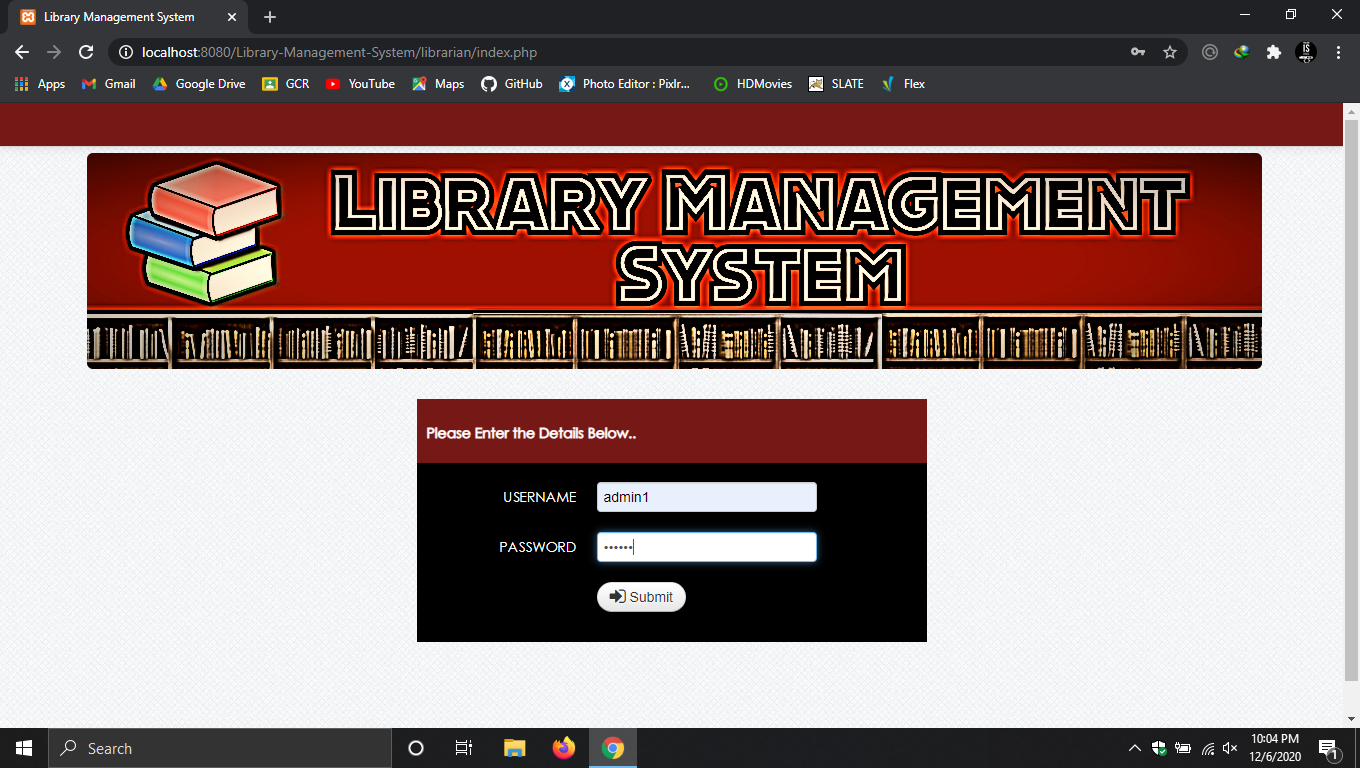 Library Management System
localhost:8080/Library-Management-System/librarian/index.php
Apps Gmail Google Drive GCR YouTube Maps GitHub Photo Editor : Pixlr... HDMovies SLATE Flex
LIBRARY MANAGEMENT
SYSTEM
Please Enter the Details Below..
USERNAME admin1
PASSWORD ••••••
Submit
Search
10:04 PM
12/6/2020
1